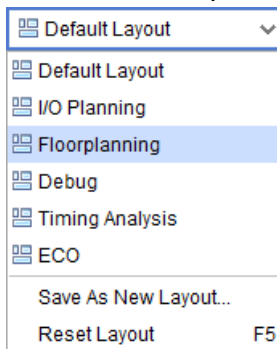 Default Layout
Default Layout
I/O Planning
Floorplanning
Debug
Timing Analysis
ECO
Save As New Layout...
Reset Layout F5